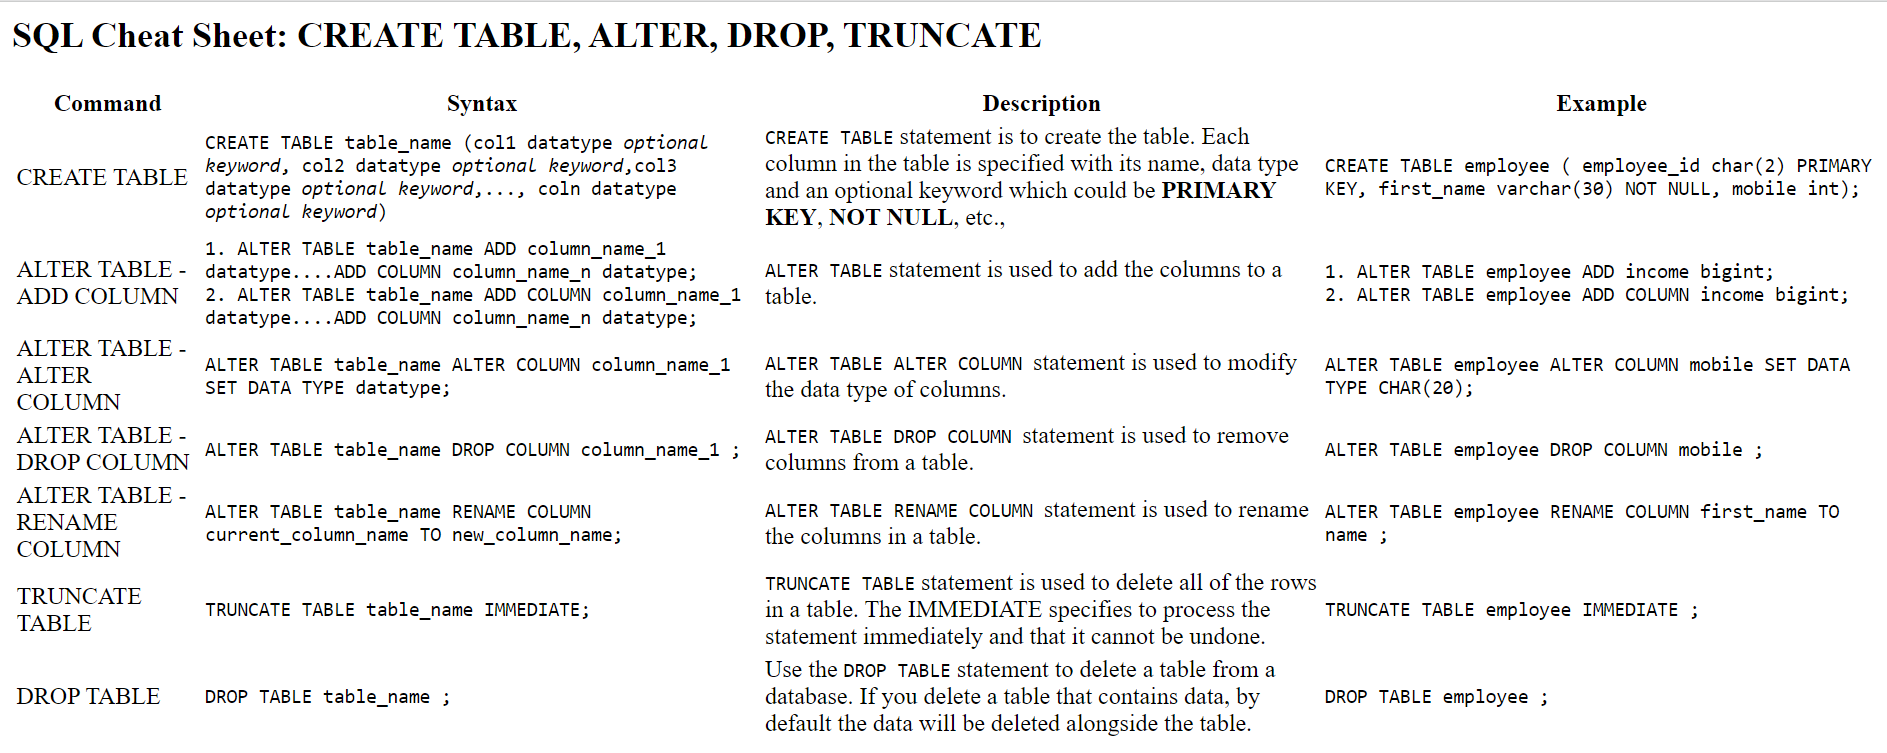 SQL Cheat Sheet: CREATE TABLE, ALTER, DROP, TRUNCATE
Command
Syntax
Description
Example
CREATE TABLE
CREATE TABLE table_name (col1 datatype optional
keyword, col2 datatype optional keyword,col3
datatype optional keyword,..., coln datatype
optional keyword)
CREATE TABLE statement is to create the table. Each
column in the table is specified with its name, data type
and an optional keyword which could be PRIMARY
KEY, NOT NULL, etc.,
CREATE TABLE employee ( employee_id char(2) PRIMARY
KEY, first_name varchar(30) NOT NULL, mobile int);
ALTER TABLE -
ADD COLUMN
1. ALTER TABLE table_name ADD column_name_1
datatype....ADD COLUMN column_name_n datatype;
2. ALTER TABLE table_name ADD COLUMN column_name_1
datatype....ADD COLUMN column_name_n datatype;
ALTER TABLE statement is used to add the columns to a
table.
1. ALTER TABLE employee ADD income bigint;
2. ALTER TABLE employee ADD COLUMN income bigint;
ALTER TABLE -
ALTER
COLUMN
ALTER TABLE table_name ALTER COLUMN column_name_1
SET DATA TYPE datatype;
ALTER TABLE ALTER COLUMN statement is used to modify
the data type of columns.
ALTER TABLE employee ALTER COLUMN mobile SET DATA
TYPE CHAR(20);
ALTER TABLE -
DROP COLUMN
ALTER TABLE table_name DROP COLUMN column_name_1 ;
ALTER TABLE DROP COLUMN statement is used to remove
columns from a table.
ALTER TABLE employee DROP COLUMN mobile ;
ALTER TABLE -
RENAME
COLUMN
ALTER TABLE table_name RENAME COLUMN
current_column_name TO new_column_name;
ALTER TABLE RENAME COLUMN statement is used to rename
the columns in a table.
ALTER TABLE employee RENAME COLUMN first_name TO
name ;
TRUNCATE
TABLE
TRUNCATE TABLE table_name IMMEDIATE;
TRUNCATE TABLE statement is used to delete all of the rows
in a table. The IMMEDIATE specifies to process the
statement immediately and that it cannot be undone.
TRUNCATE TABLE employee IMMEDIATE ;
DROP TABLE
DROP TABLE table_name ;
Use the DROP TABLE statement to delete a table from a
database. If you delete a table that contains data, by
default the data will be deleted alongside the table.
DROP TABLE employee ;